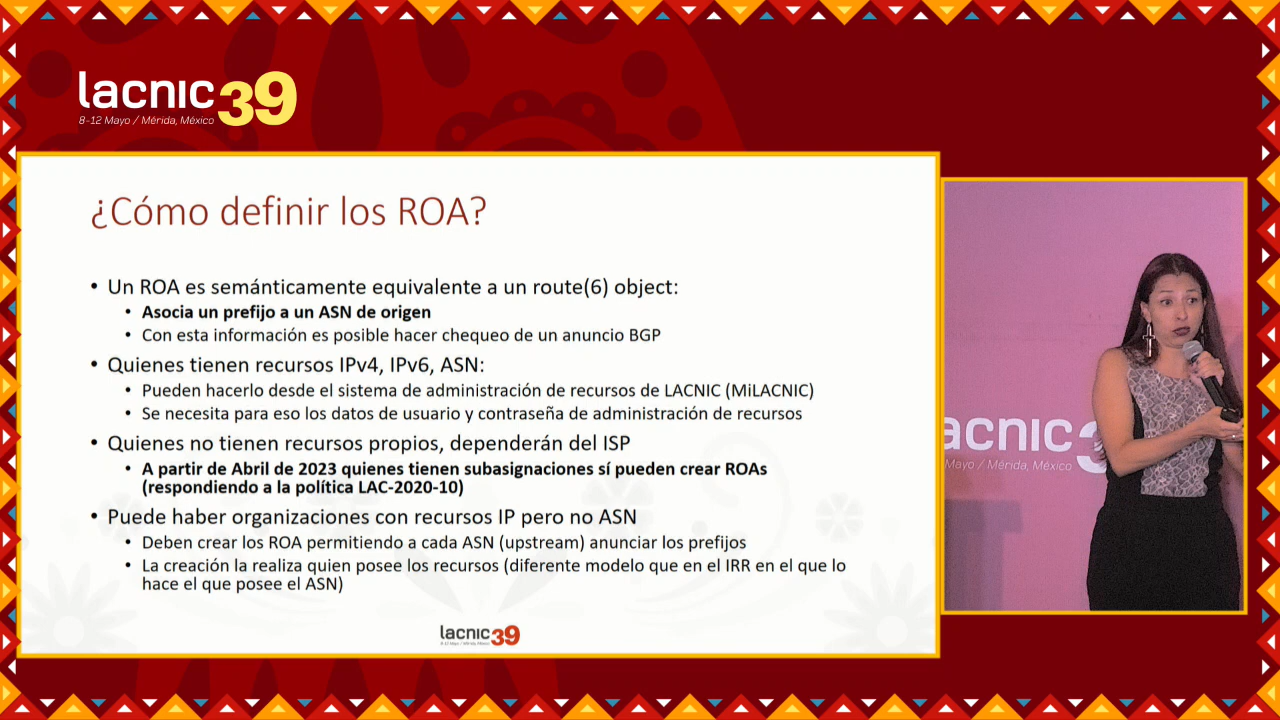 lacnic39
8-12 Mayo / Mérida, México
¿Cómo definir los ROA?
• Un ROA es semánticamente equivalente a un route(6) object:
• Asocia un prefijo a un ASN de origen
• Con esta información es posible hacer chequeo de un anuncio BGP
• Quienes tienen recursos IPv4, IPv6, ASN:
• Pueden hacerlo desde el sistema de administración de recursos de LACNIC (MiLACNIC)
• Se necesita para eso los datos de usuario y contraseña de administración de recursos
• Quienes no tienen recursos propios, dependerán del ISP
• A partir de Abril de 2023 quienes tienen subasignaciones sí pueden crear ROAs
(respondiendo a la política LAC-2020-10)
• Puede haber organizaciones con recursos IP pero no ASN
• Deben crear los ROA permitiendo a cada ASN (upstream) anunciar los prefijos
• La creación la realiza quien posee los recursos (diferente modelo que en el IRR en el que lo
hace el que posee el ASN)
lacnic39
8-12 Mayo / Mérida, México
acnic3
Mayo / Mérida, México